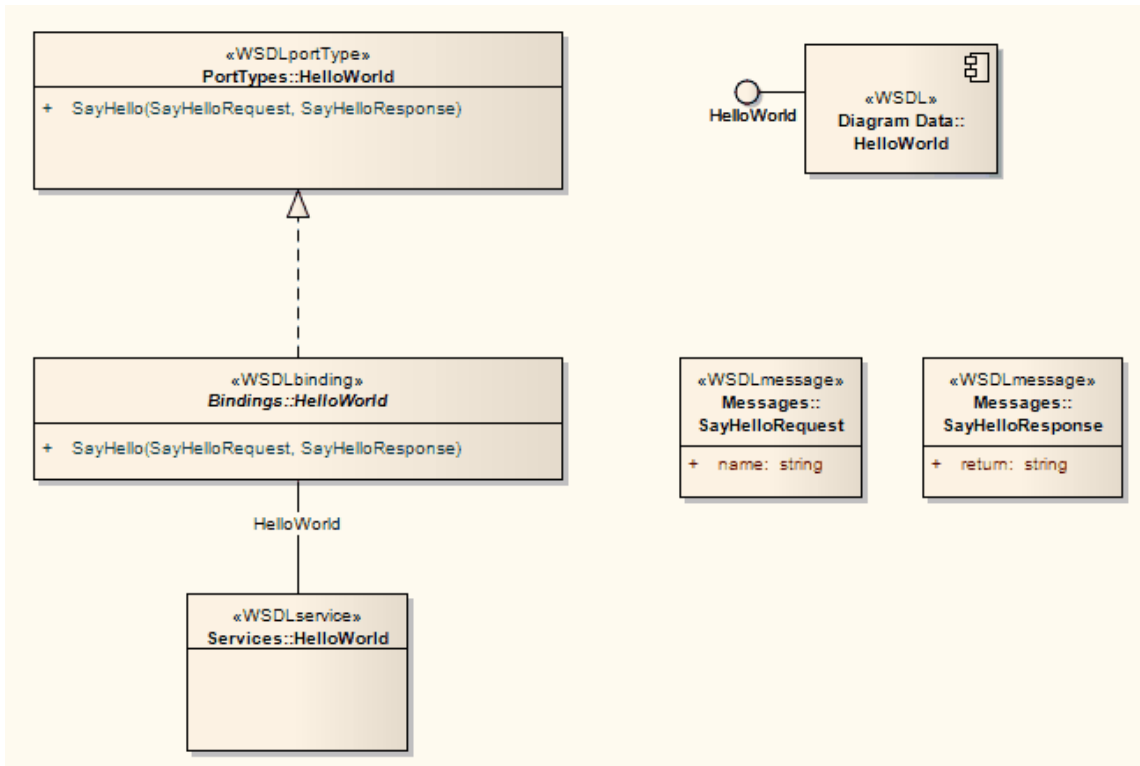 «WSDLportType»
PortTypes::HelloWorld
+ SayHello(SayHelloRequest, SayHelloResponse)
HelloWorld
«WSDL»
Diagram Data::
HelloWorld
«WSDLbinding»
Bindings::HelloWorld
+ SayHello(SayHelloRequest, SayHelloResponse)
HelloWorld
«WSDLservice»
Services::HelloWorld
«WSDLmessage»
Messages::
SayHelloRequest
+ name: string
«WSDLmessage»
Messages::
SayHelloResponse
+ return: string